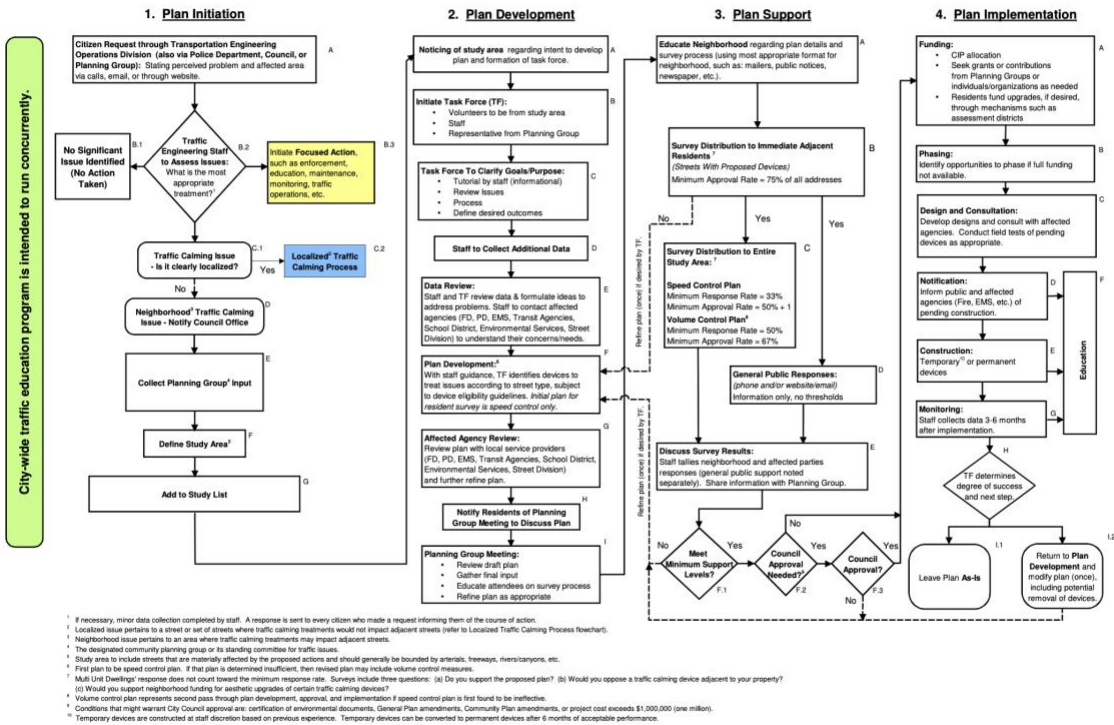 1. Plan Initiation
2. Plan Development
3. Plan Support
4. Plan Implementation
City-wide traffic education program is intended to run concurrently.
Citizen Request through Transportation Engineering
Operations Division (also via Police Department, Council, or
Planning Group): Stating perceived problem and affected area
via calls, email, or through website.
A
No Significant
Issue Identified
(No Action
Taken)
B.1
Traffic
Engineering Staff
to Assess Issues:
What is the most
appropriate
treatment?¹
B.2
Initiate Focused Action,
such as enforcement,
education, maintenance,
monitoring, traffic
operations, etc.
B.3
Traffic Calming Issue
- Is it clearly localized?
C.1
Yes
Localized² Traffic
Calming Process
C.2
No
Neighborhood³ Traffic Calming
Issue - Notify Council Office
D
Collect Planning Group⁴ Input
E
Define Study Area⁵
F
Add to Study List
G
Noticing of study area regarding intent to develop
plan and formation of task force.
A
Initiate Task Force (TF):
• Volunteers to be from study area
• Staff
• Representative from Planning Group
B
Task Force To Clarify Goals/Purpose:
• Tutorial by staff (informational)
• Review Issues
• Process
• Define desired outcomes
C
Staff to Collect Additional Data
D
Data Review:
Staff and TF review data & formulate ideas to
address problems. Staff to contact affected
agencies (FD, PD, EMS, Transit Agencies,
School District, Environmental Services, Street
Division) to understand their concerns/needs.
E
Plan Development:⁶
With staff guidance, TF identifies devices to
treat issues according to street type, subject
to device eligibility guidelines. Initial plan for
resident survey is speed control only.
F
Affected Agency Review:
Review plan with local service providers
(FD, PD, EMS, Transit Agencies, School District,
Environmental Services, Street Division)
and further refine plan.
G
Notify Residents of Planning
Group Meeting to Discuss Plan
H
Planning Group Meeting:
• Review draft plan
• Gather final input
• Educate attendees on survey process
• Refine plan as appropriate
I
Educate Neighborhood regarding plan details and
survey process (using most appropriate format for
neighborhood, such as: mailers, public notices,
newspaper, etc.).
A
Survey Distribution to Immediate Adjacent
Residents ⁷
(Streets With Proposed Devices)
Minimum Approval Rate = 75% of all addresses
B
No
Yes
Yes
Refine plan (once) if desired by TF.
Survey Distribution to Entire
Study Area: ⁷
Speed Control Plan
Minimum Response Rate = 33%
Minimum Approval Rate = 50% + 1
Volume Control Plan⁸
Minimum Response Rate = 50%
Minimum Approval Rate = 67%
C
General Public Responses:
(phone and/or website/email)
Information only, no thresholds
D
Refine plan (once) if desired by TF.
Discuss Survey Results:
Staff tallies neighborhood and affected parties
responses (general public support noted
separately). Share information with Planning Group.
E
No
Meet
Minimum Support
Levels?
F.1
Yes
No
Council
Approval
Needed?⁹
F.2
Yes
Council
Approval?
F.3
Yes
No
Funding:
• CIP allocation
• Seek grants or contributions
from Planning Groups or
individuals/organizations as needed
• Residents fund upgrades, if desired,
through mechanisms such as
assessment districts
A
Phasing:
Identify opportunities to phase if full funding
not available.
B
Design and Consultation:
Develop designs and consult with affected
agencies. Conduct field tests of pending
devices as appropriate.
C
Notification:
Inform public and affected
agencies (Fire, EMS, etc.) of
pending construction.
D
Construction:
Temporary¹⁰ or permanent
devices
E
Education
F
Monitoring:
Staff collects data 3-6 months
after implementation.
G
TF determines
degree of success
and next step.
H
Leave Plan As-Is
I.1
Return to Plan
Development and
modify plan (once),
including potential
removal of devices.
I.2
¹ If necessary, minor data collection completed by staff. A response is sent to every citizen who made a request informing them of the course of action.
² Localized issue pertains to a street or set of streets where traffic calming treatments would not impact adjacent streets (refer to Localized Traffic Calming Process flowchart).
³ Neighborhood issue pertains to an area where traffic calming treatments may impact adjacent streets.
⁴ The designated community planning group or its standing committee for traffic issues.
⁵ Study area to include streets that are materially affected by the proposed actions and should generally be bounded by arterials, freeways, rivers/canyons, etc.
⁶ First plan to be speed control plan. If that plan is determined insufficient, then revised plan may include volume control measures.
⁷ Multi Unit Dwellings' response does not count toward the minimum response rate. Surveys include three questions: (a) Do you support the proposed plan? (b) Would you oppose a traffic calming device adjacent to your property?
(c) Would you support neighborhood funding for aesthetic upgrades of certain traffic calming devices?
⁸ Volume control plan represents second pass through plan development, approval, and implementation if speed control plan is first found to be ineffective.
⁹ Conditions that might warrant City Council approval are: certification of environmental documents, General Plan amendments, Community Plan amendments, or project cost exceeds $1,000,000 (one million).
¹⁰ Temporary devices are constructed at staff discretion based on previous experience. Temporary devices can be converted to permanent devices after 6 months of acceptable performance.